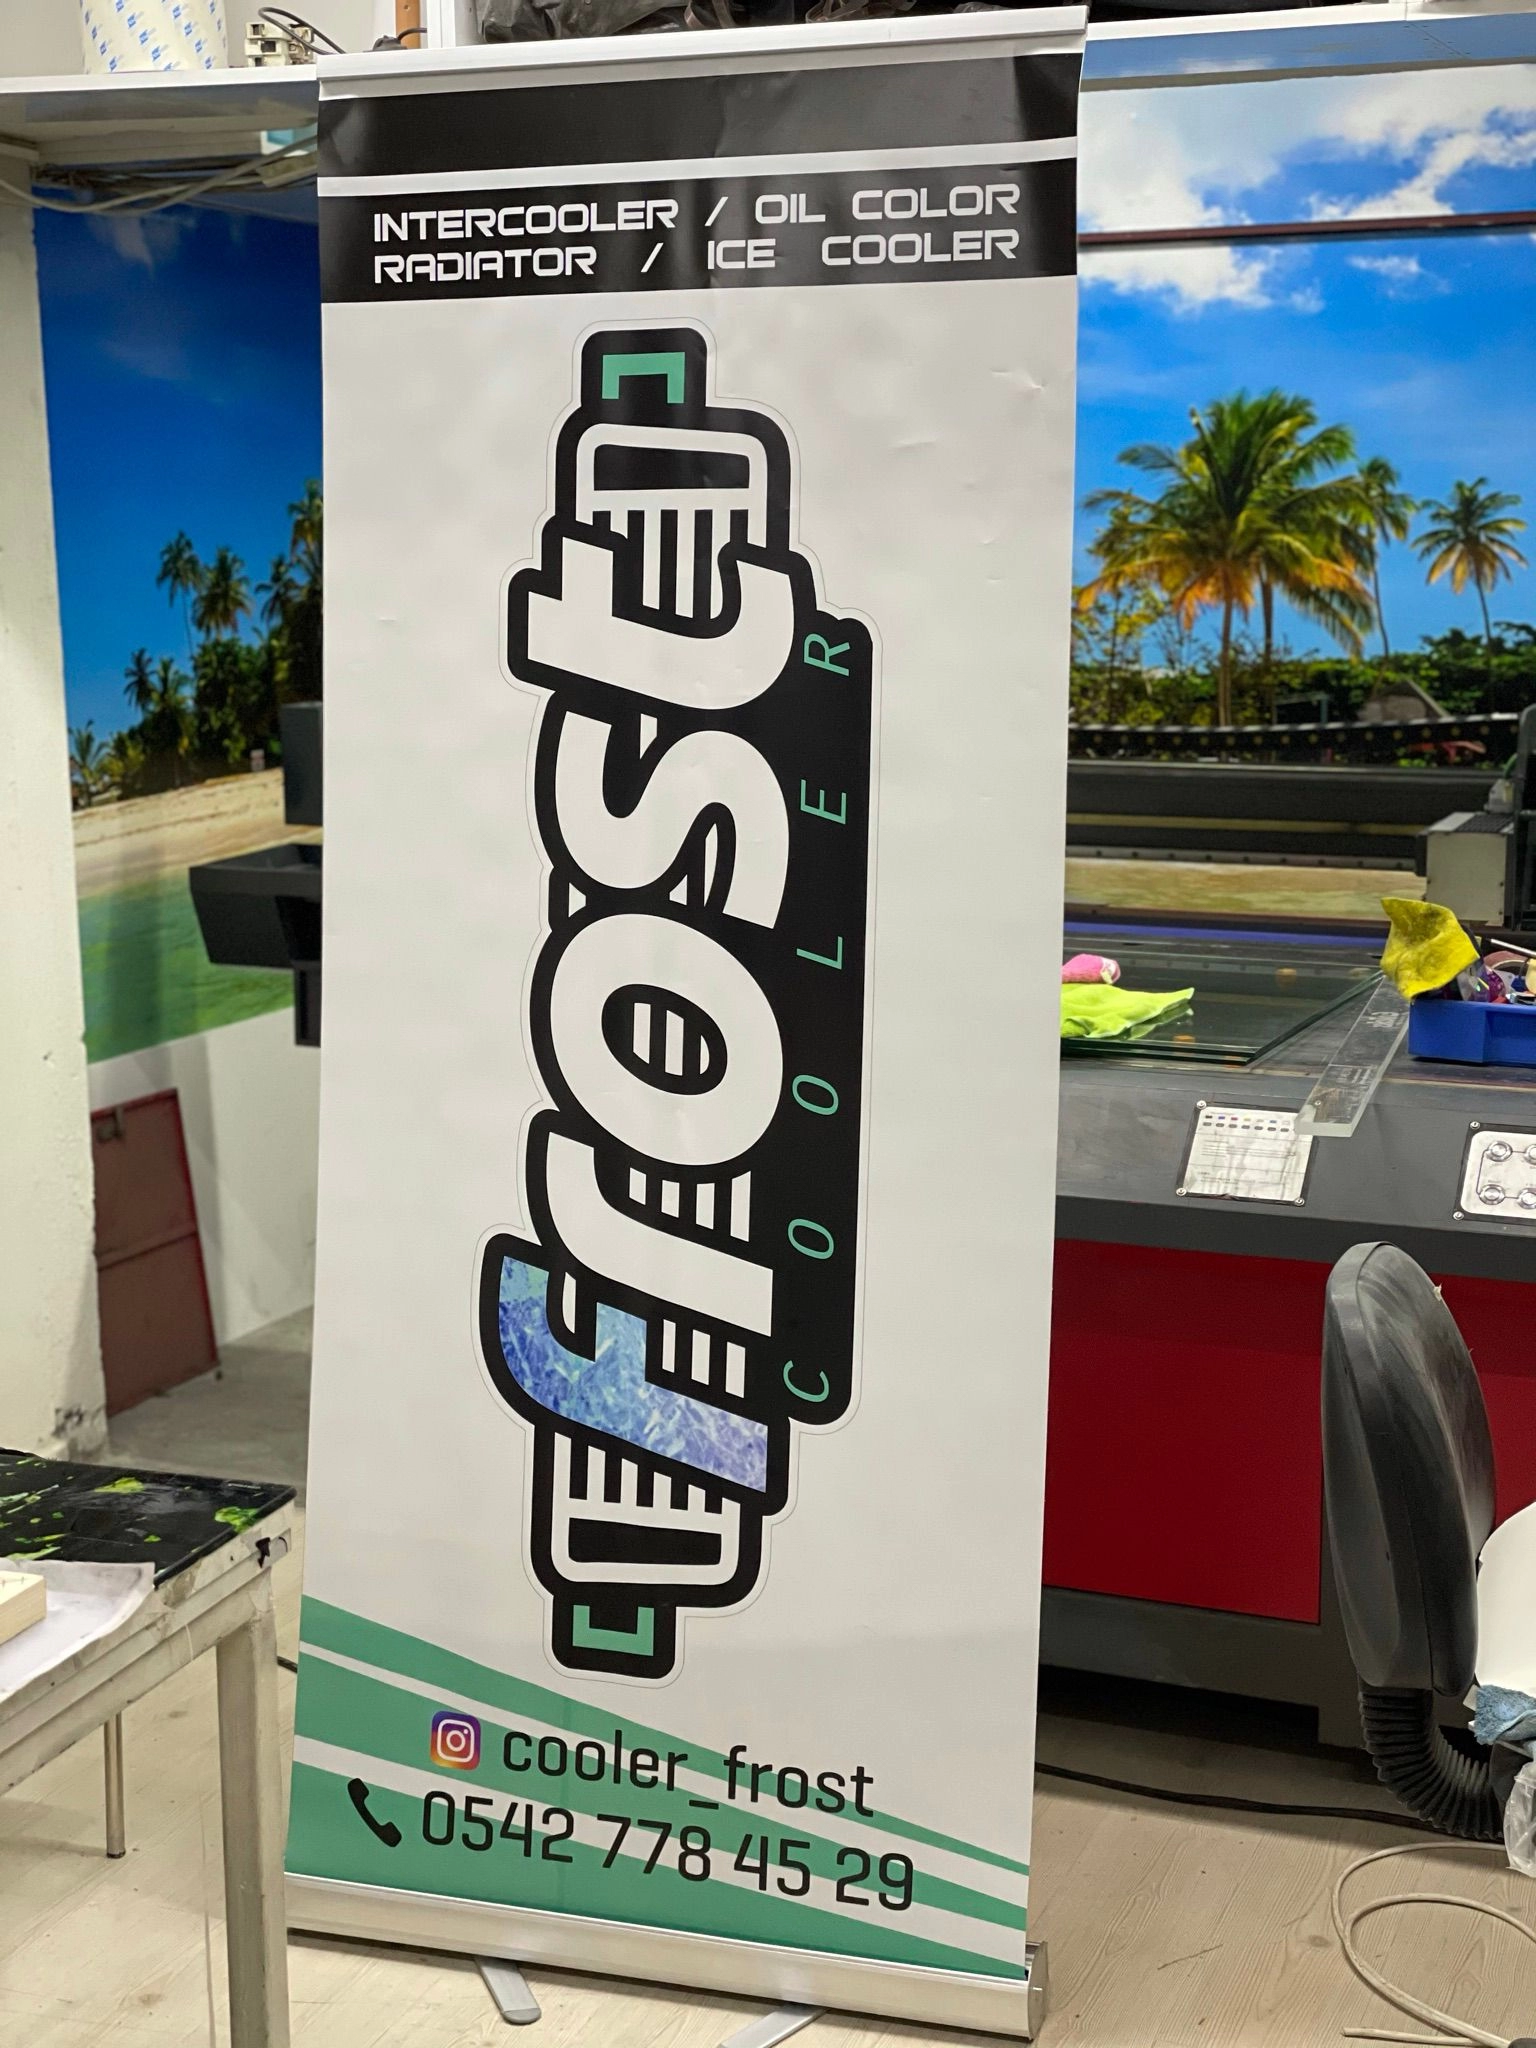 INTERCOOLER / OIL COLOR
RADIATOR / ICE COOLER
frost
COOLER
cooler_frost
0542 778 45 29